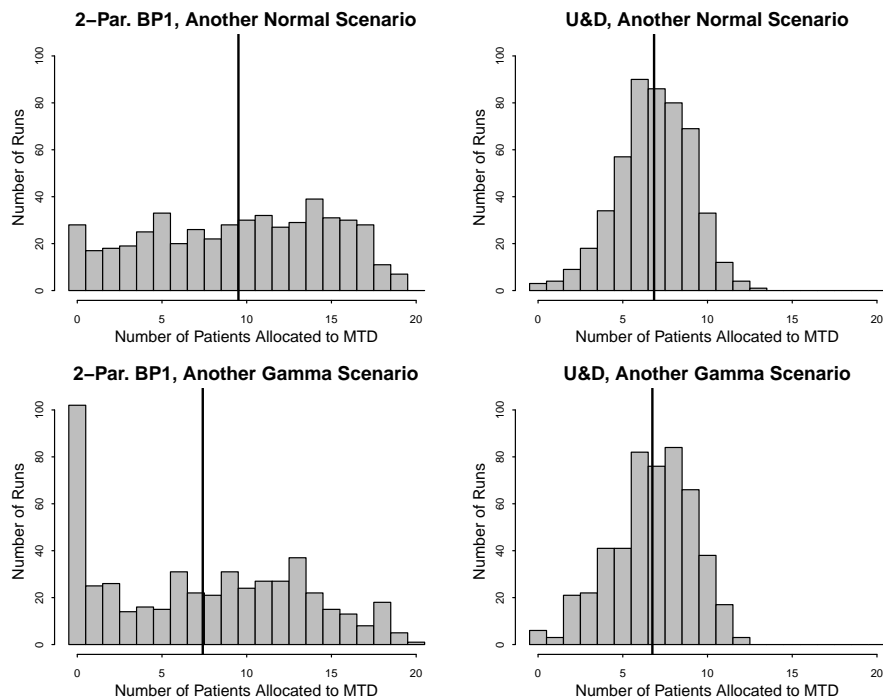 2−Par. BP1, Another Normal Scenario
Number of Runs
0 20 40 60 80 100
0 5 10 15 20
Number of Patients Allocated to MTD
U&D, Another Normal Scenario
Number of Runs
0 20 40 60 80 100
0 5 10 15 20
Number of Patients Allocated to MTD
2−Par. BP1, Another Gamma Scenario
Number of Runs
0 20 40 60 80 100
0 5 10 15 20
Number of Patients Allocated to MTD
U&D, Another Gamma Scenario
Number of Runs
0 20 40 60 80 100
0 5 10 15 20
Number of Patients Allocated to MTD